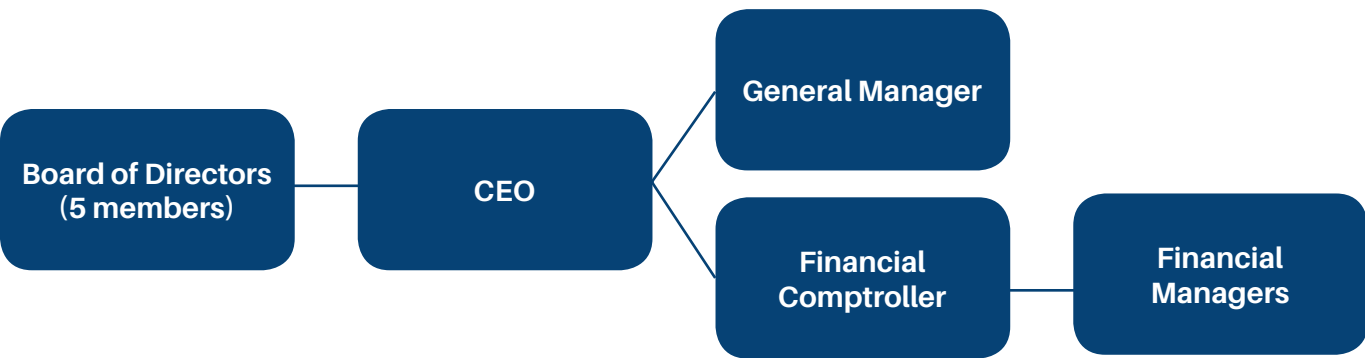 Board of Directors
(5 members)
CEO
General Manager
Financial
Comptroller
Financial
Managers